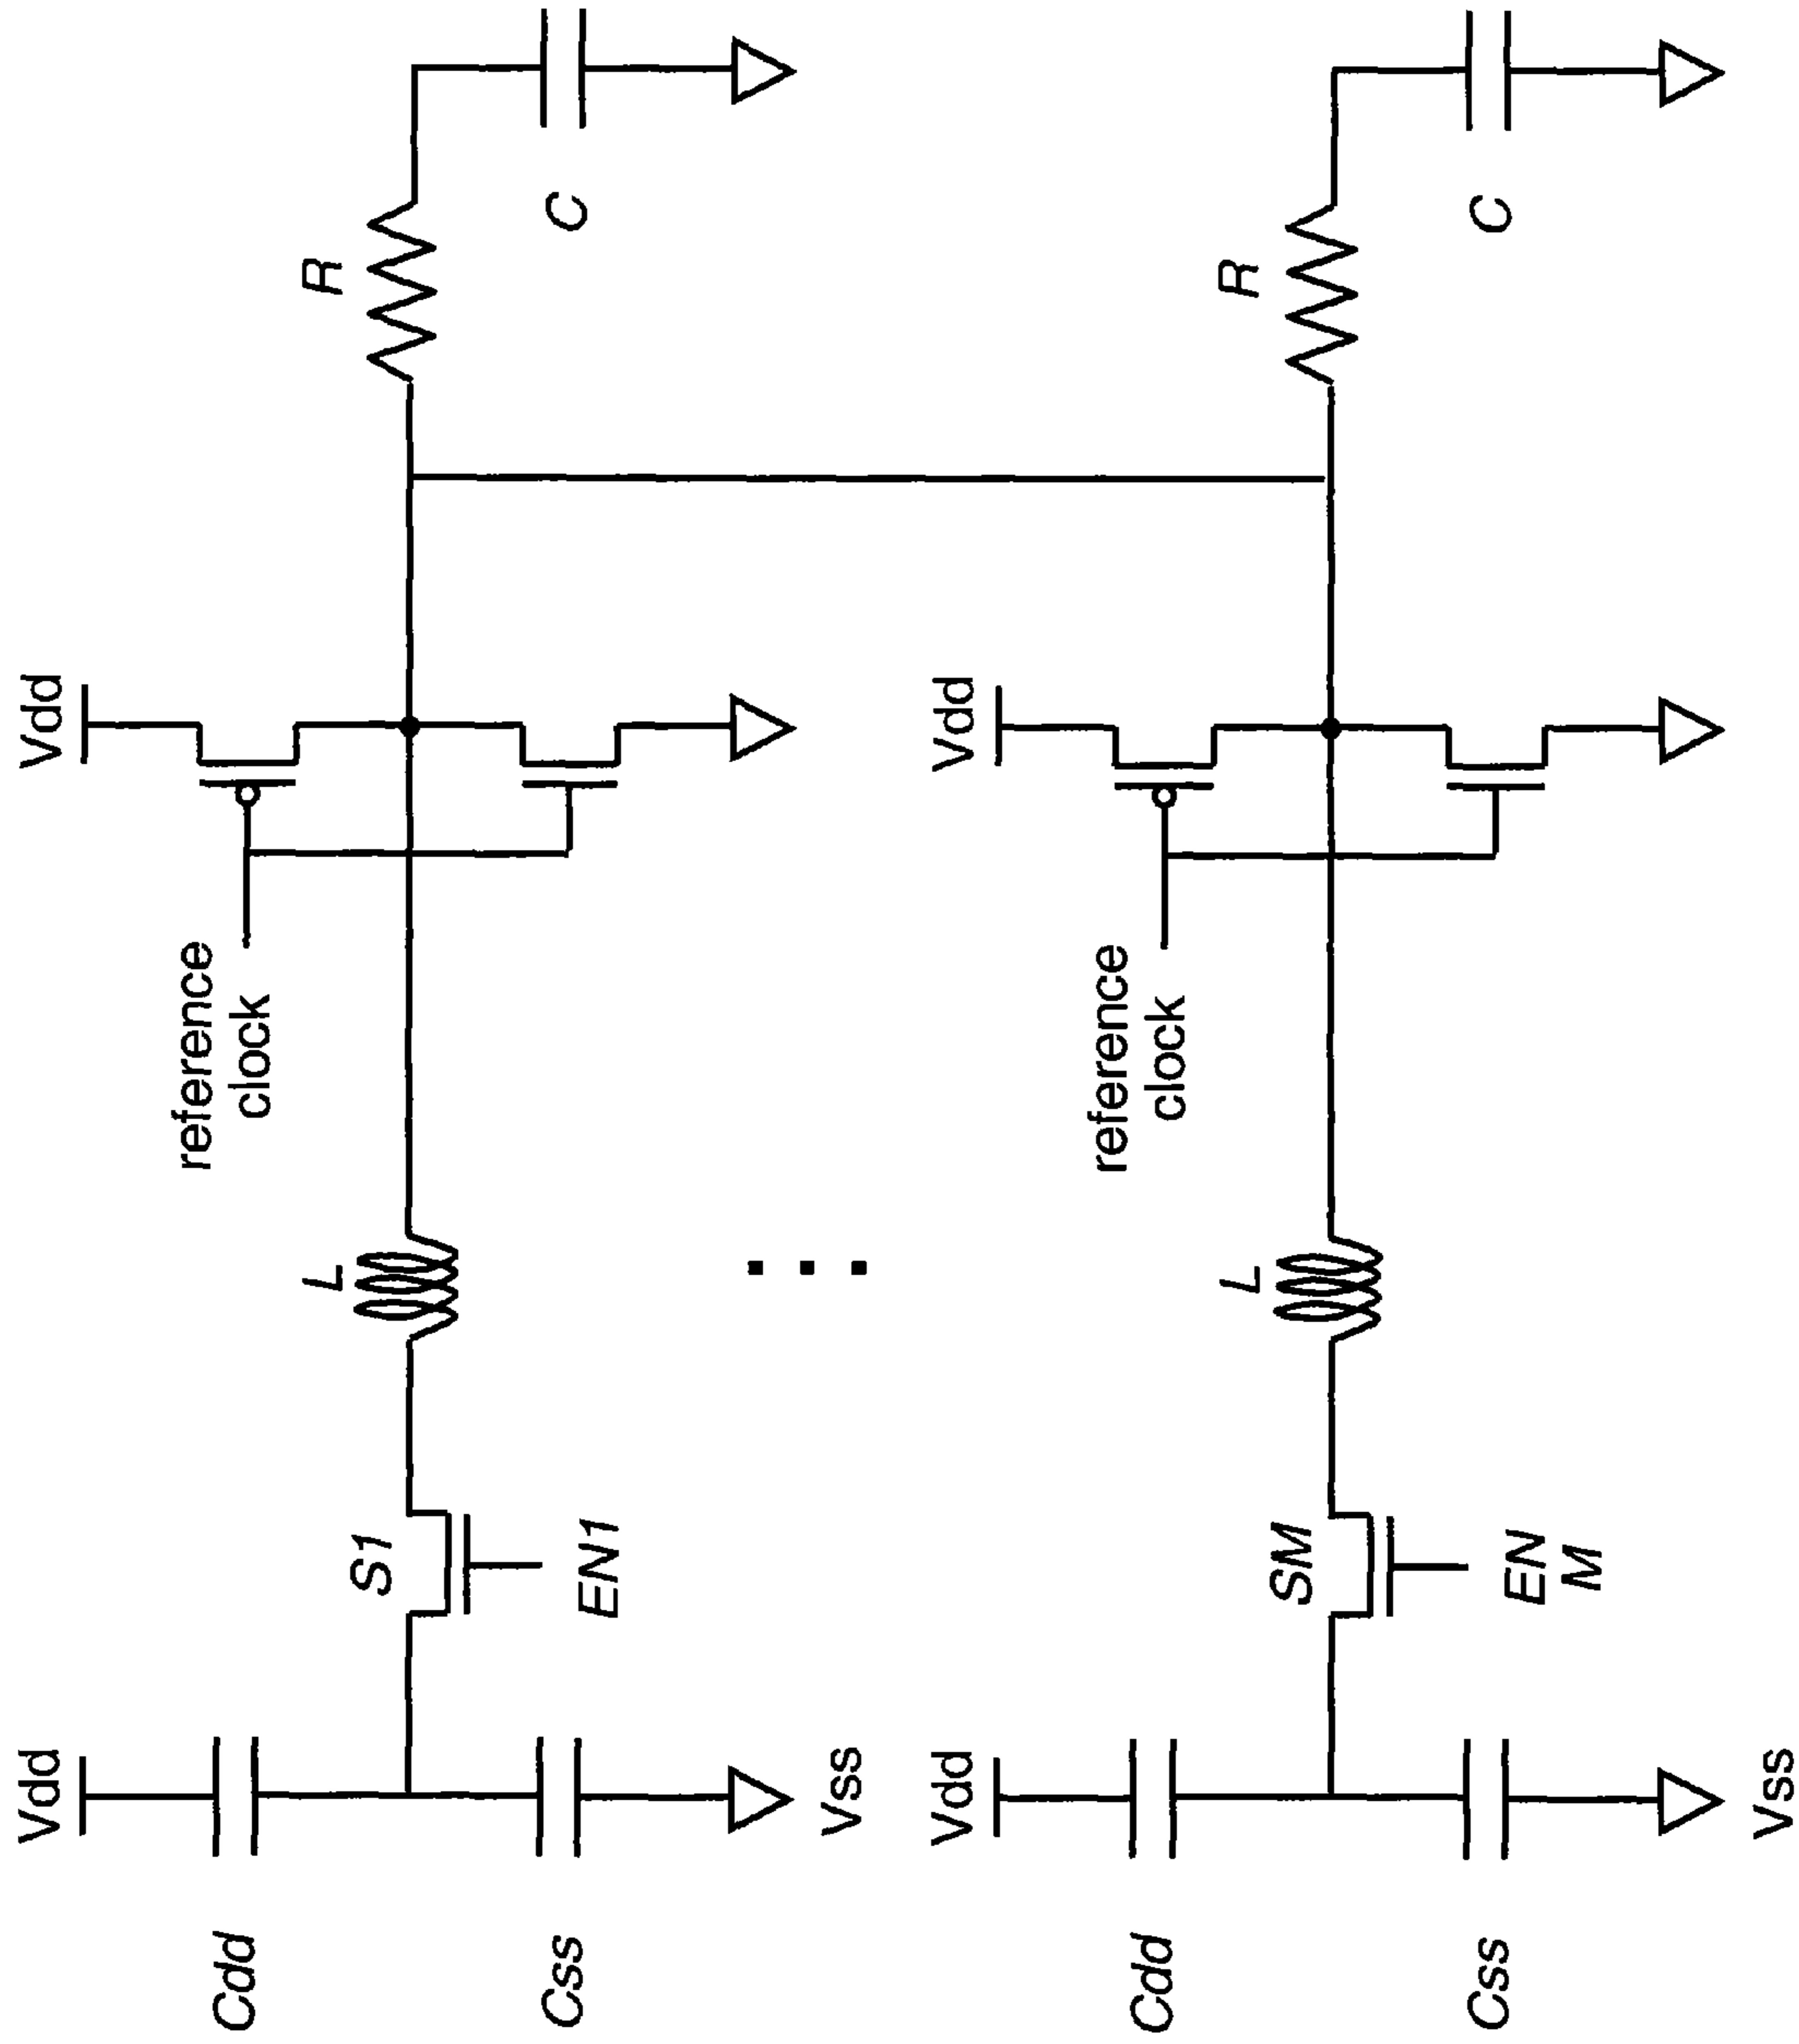 Vdd
Vdd
reference
clock
Cdd
L
R
S1
Css
EN1
C
Vss
Vdd
Vdd
reference
clock
Cdd
L
R
SM
Css
EN
M
C
Vss